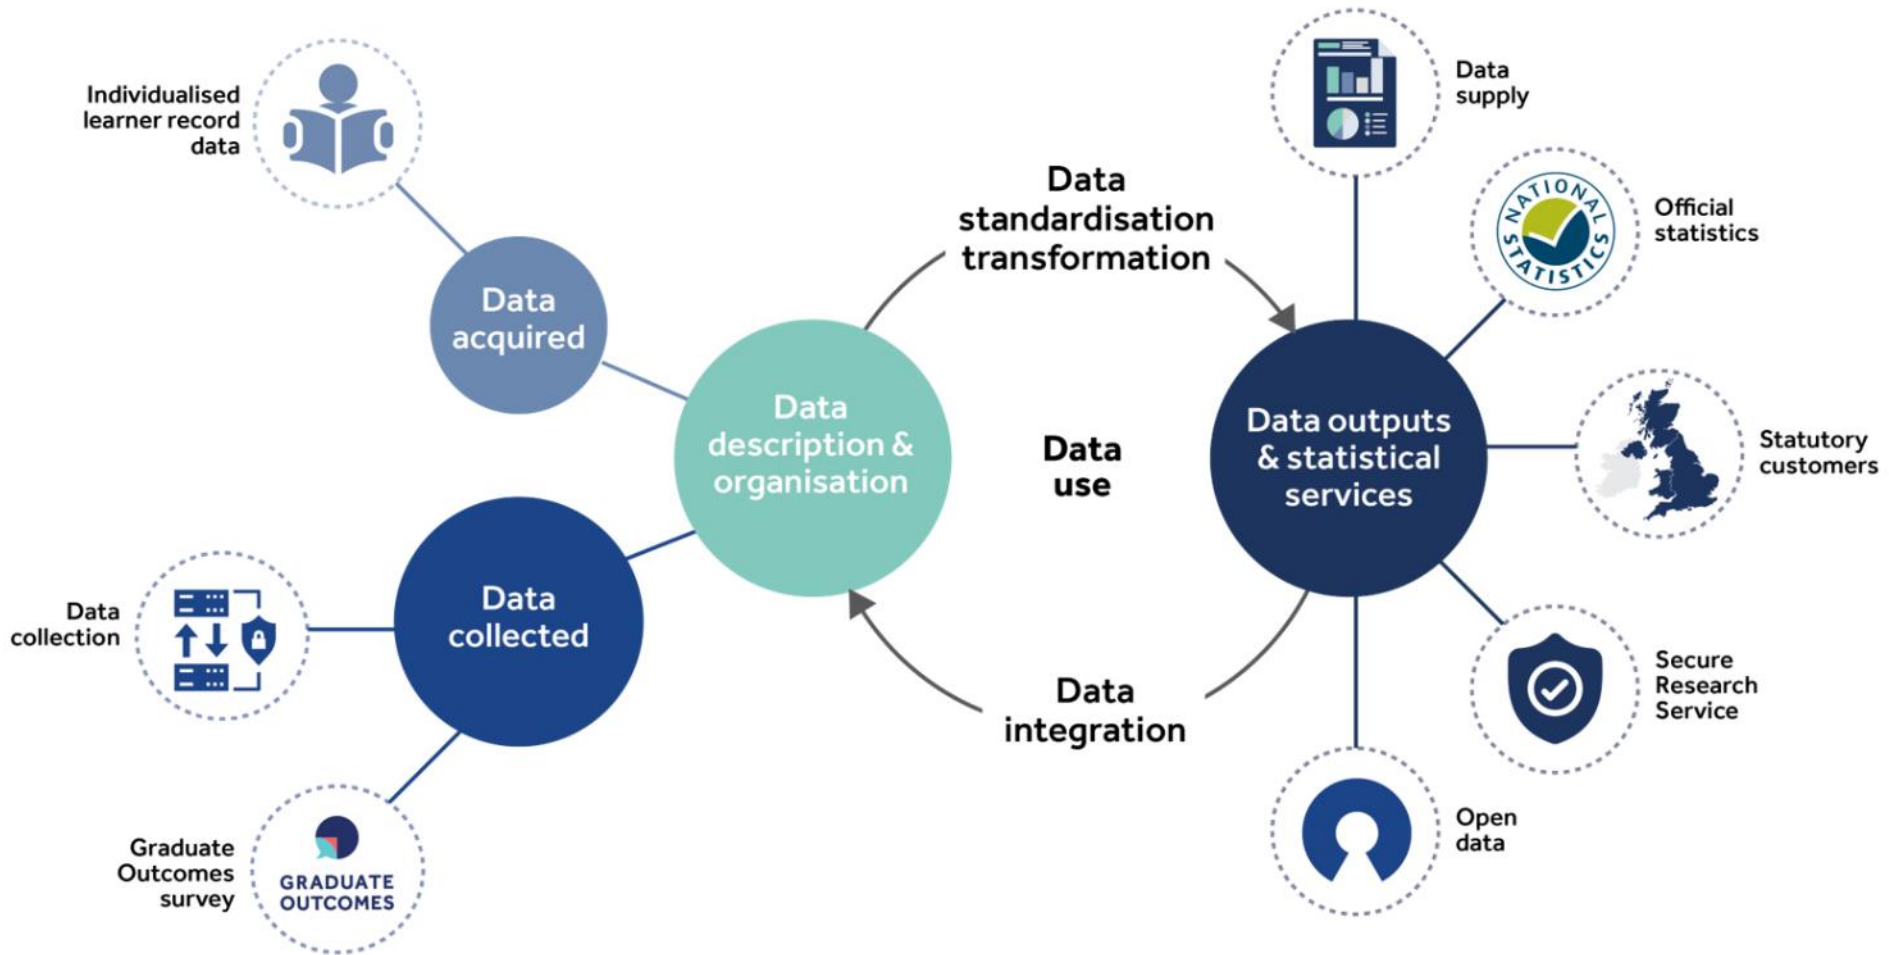 Individualised
learner record
data
Data
acquired
Data
collection
Data
collected
Graduate
Outcomes
survey
GRADUATE
OUTCOMES
Data
description &
organisation
Data
standardisation
transformation
Data
use
Data
integration
Data outputs
& statistical
services
Data
supply
NATIONAL
STATISTICS
Official
statistics
Statutory
customers
Secure
Research
Service
Open
data